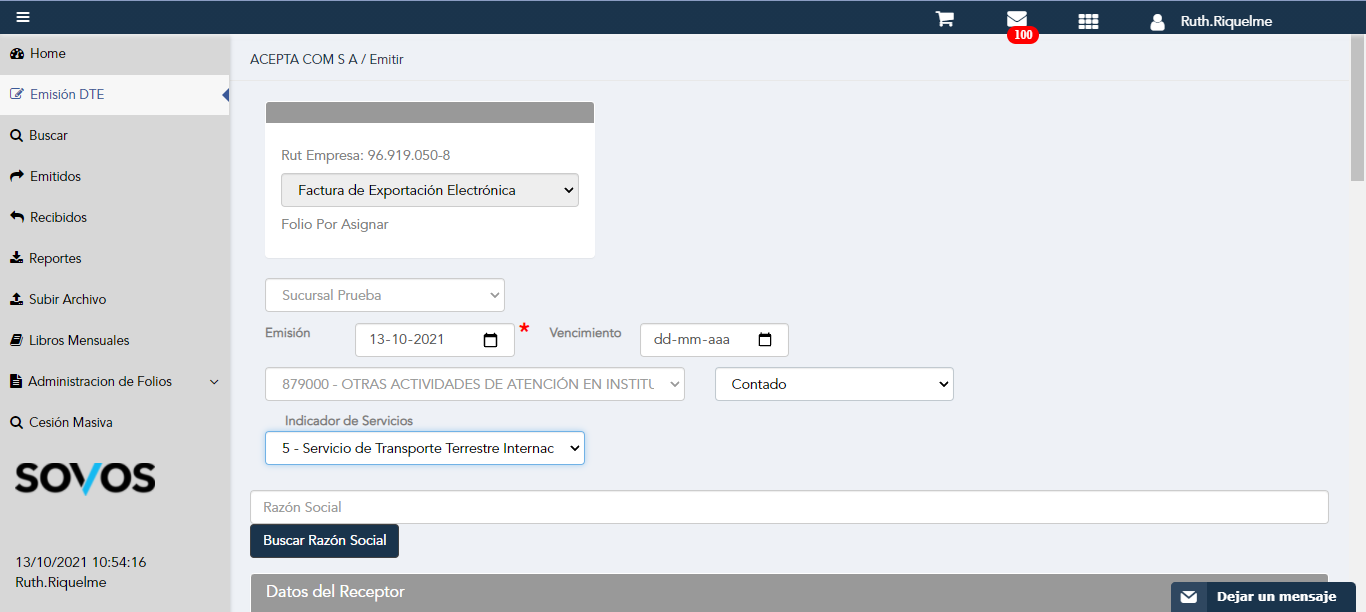 100
Ruth.Riquelme
Home
Emisión DTE
Buscar
Emitidos
Recibidos
Reportes
Subir Archivo
Libros Mensuales
Administracion de Folios
Cesión Masiva
SOVOS
13/10/2021 10:54:16
Ruth.Riquelme
ACEPTA COM S A / Emitir
Rut Empresa: 96.919.050-8
Factura de Exportación Electrónica
Folio Por Asignar
Sucursal Prueba
Emisión 13-10-2021 * Vencimiento dd-mm-aaa
879000 - OTRAS ACTIVIDADES DE ATENCIÓN EN INSTITU Contado
Indicador de Servicios
5 - Servicio de Transporte Terrestre Internac
Razón Social
Buscar Razón Social
Datos del Receptor
Dejar un mensaje